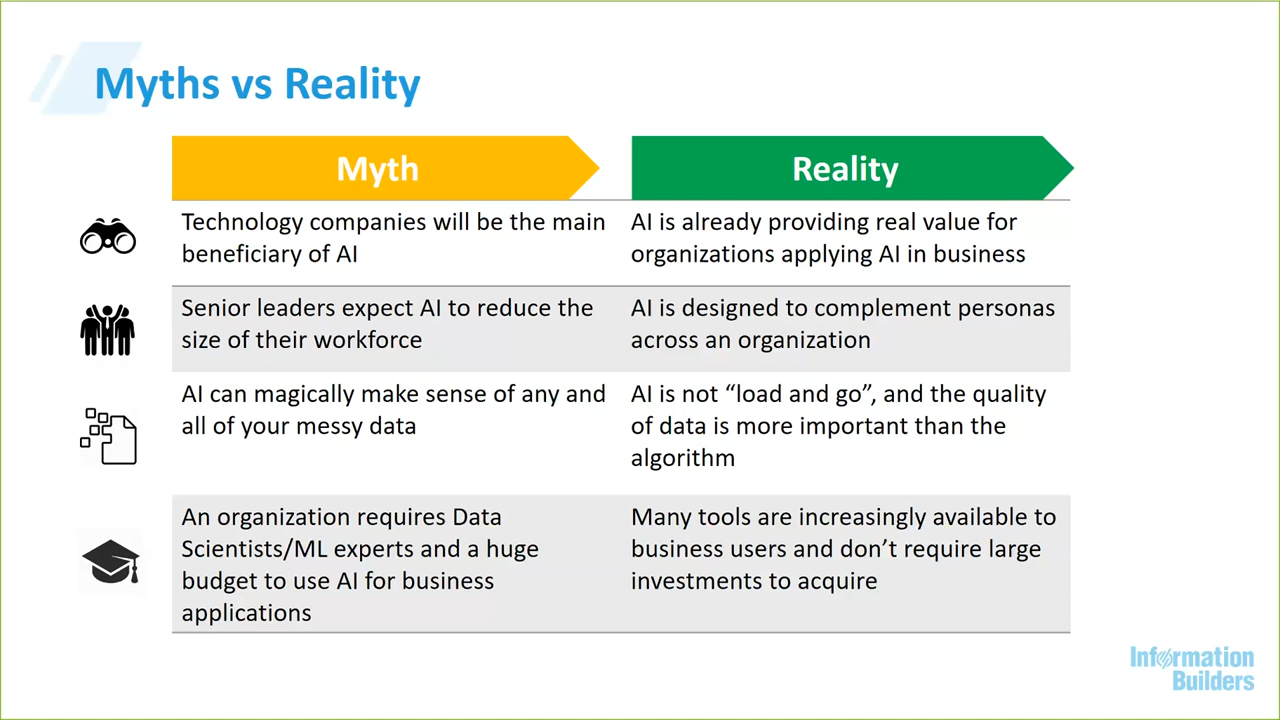 Myths vs Reality
Myth
Reality
Technology companies will be the main
beneficiary of AI
AI is already providing real value for
organizations applying AI in business
Senior leaders expect AI to reduce the
size of their workforce
AI is designed to complement personas
across an organization
AI can magically make sense of any and
all of your messy data
AI is not “load and go”, and the quality
of data is more important than the
algorithm
An organization requires Data
Scientists/ML experts and a huge
budget to use AI for business
applications
Many tools are increasingly available to
business users and don’t require large
investments to acquire
Information
Builders